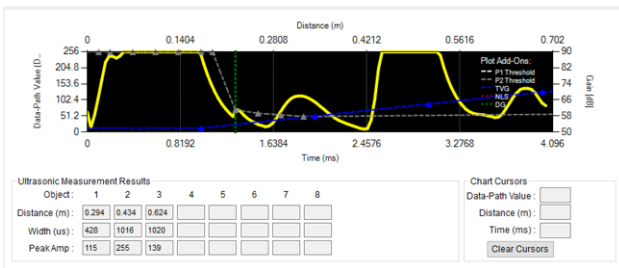 Distance (m)
0 0.1404 0.2808 0.4212 0.5616 0.702
256 90
204.8 82
153.6 74
102.4 66
51.2 58
0 50
Data-Path Value (D...
Gain (dB)
Plot Add-Ons:
P1 Threshold
P2 Threshold
TVG
NLS
DG
0 0.8192 1.6384 2.4576 3.2768 4.096
Time (ms)
Ultrasonic Measurement Results
Object: 1 2 3 4 5 6 7 8
Distance (m): 0.294 0.434 0.624
Width (us): 428 1016 1020
Peak Amp: 115 255 139
Chart Cursors
Data-Path Value:
Distance (m):
Time (ms):
Clear Cursors